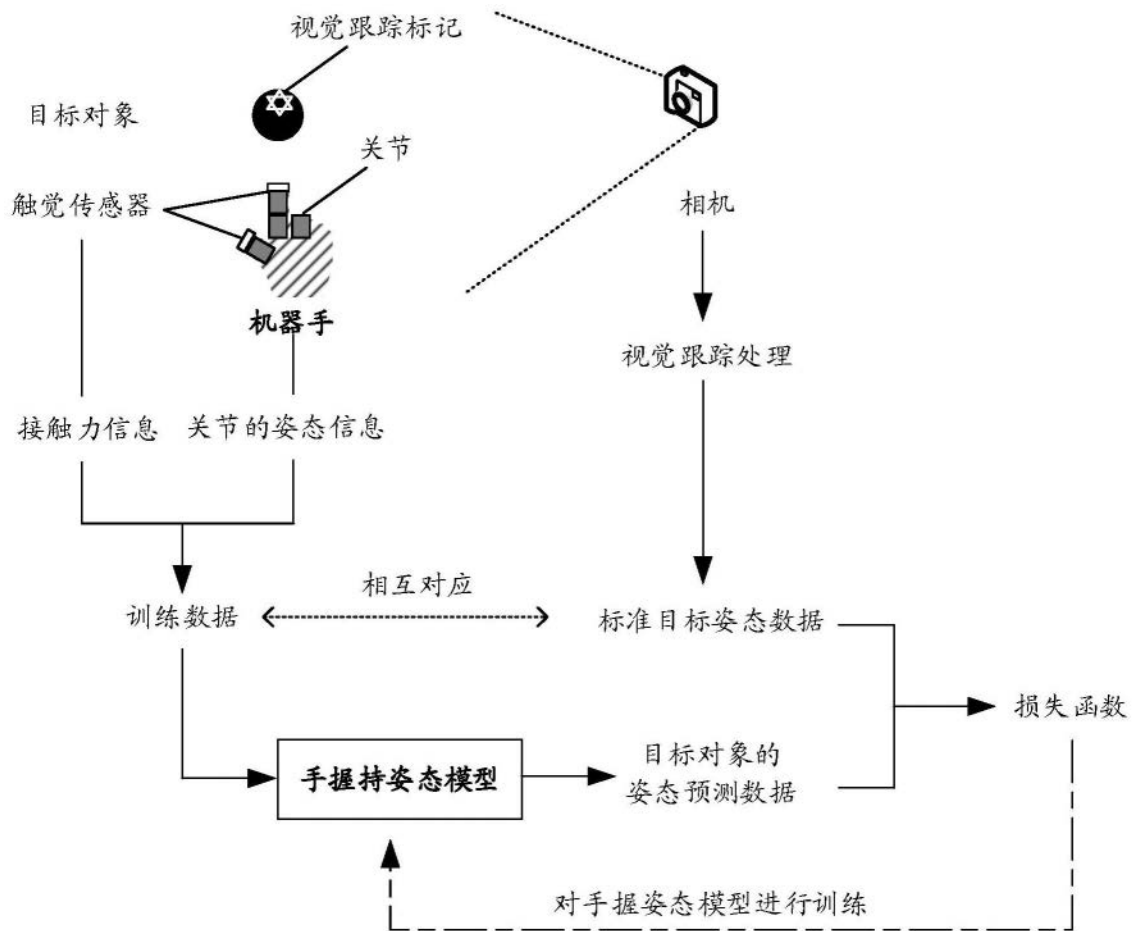 视觉跟踪标记
目标对象
关节
触觉传感器
相机
机器手
视觉跟踪处理
接触力信息
关节的姿态信息
相互对应
训练数据
标准目标姿态数据
损失函数
手握持姿态模型
目标对象的
姿态预测数据
对手握姿态模型进行训练